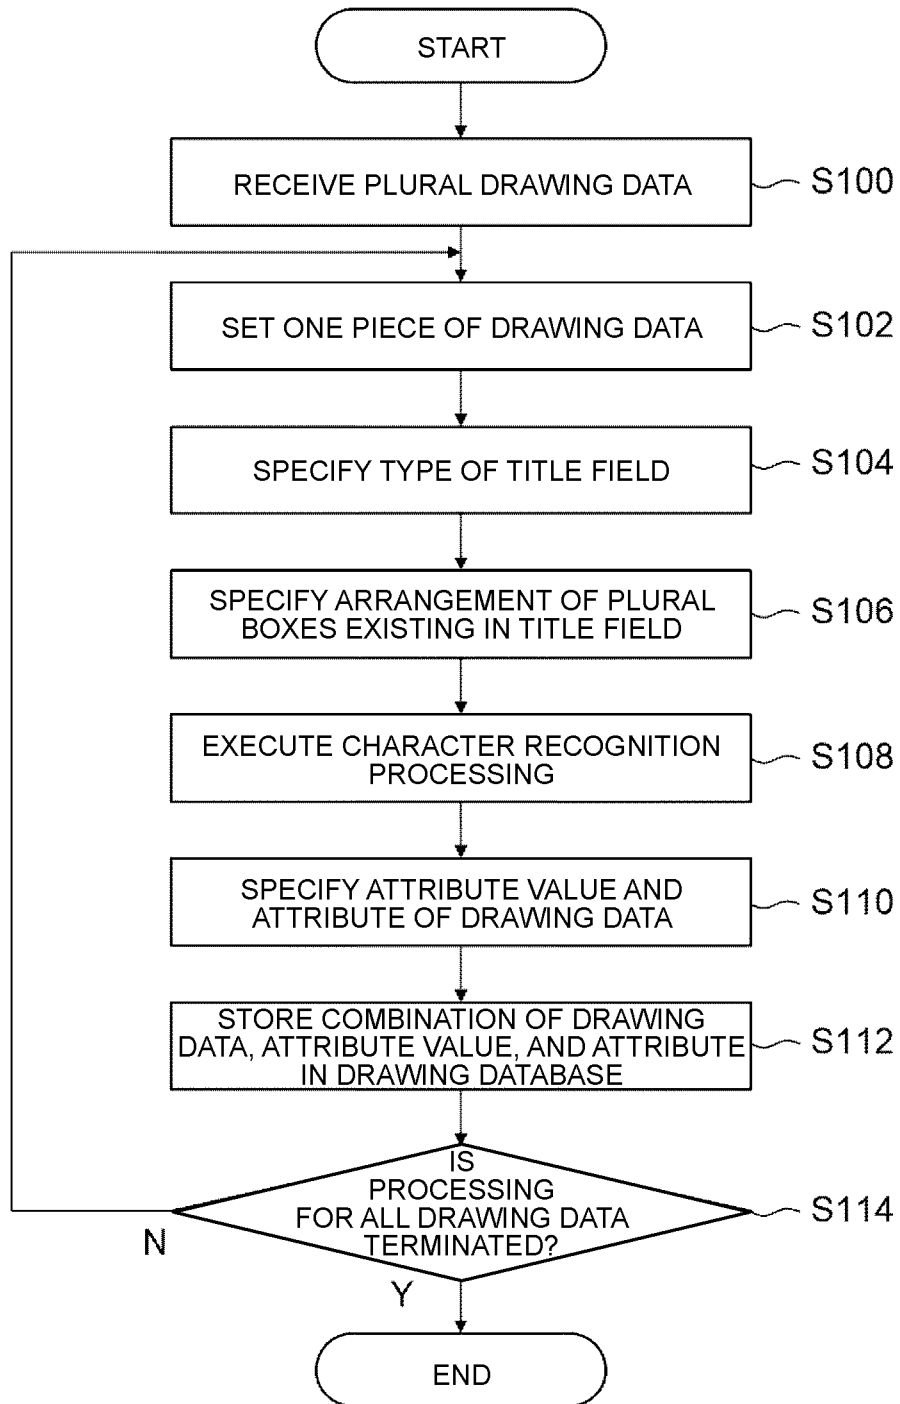 START
RECEIVE PLURAL DRAWING DATA
S100
SET ONE PIECE OF DRAWING DATA
S102
SPECIFY TYPE OF TITLE FIELD
S104
SPECIFY ARRANGEMENT OF PLURAL
BOXES EXISTING IN TITLE FIELD
S106
EXECUTE CHARACTER RECOGNITION
PROCESSING
S108
SPECIFY ATTRIBUTE VALUE AND
ATTRIBUTE OF DRAWING DATA
S110
STORE COMBINATION OF DRAWING
DATA, ATTRIBUTE VALUE, AND ATTRIBUTE
IN DRAWING DATABASE
S112
IS
PROCESSING
FOR ALL DRAWING DATA
TERMINATED?
S114
N
Y
END